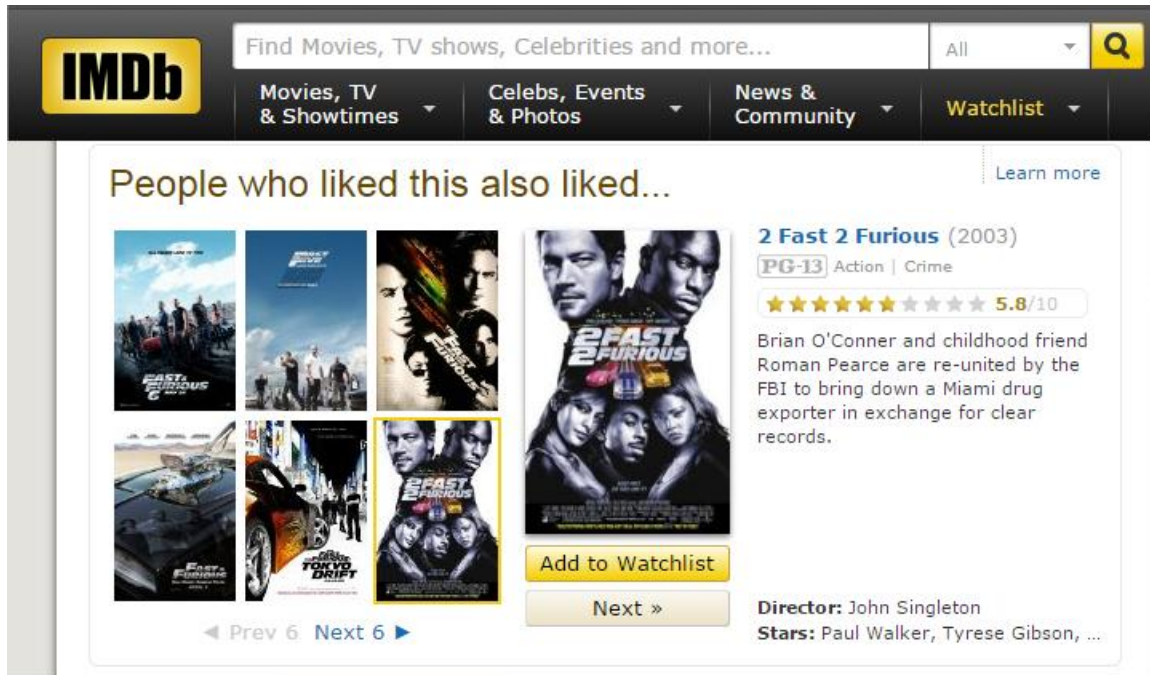 IMDb
Find Movies, TV shows, Celebrities and more...
All
Movies, TV
& Showtimes
Celebs, Events
& Photos
News &
Community
Watchlist
People who liked this also liked...
Learn more
FAST &
FURIOUS
6
FAST
FIVE
THE
FAST
AND THE
FURIOUS
FAST &
FURIOUS
TOKYO
DRIFT
2 FAST
2 FURIOUS
2 FAST
2 FURIOUS
2 Fast 2 Furious (2003)
PG-13 Action | Crime
5.8/10
Brian O'Conner and childhood friend
Roman Pearce are re-united by the
FBI to bring down a Miami drug
exporter in exchange for clear
records.
Add to Watchlist
Next »
Director: John Singleton
Stars: Paul Walker, Tyrese Gibson, ...
◀ Prev 6 Next 6 ▶